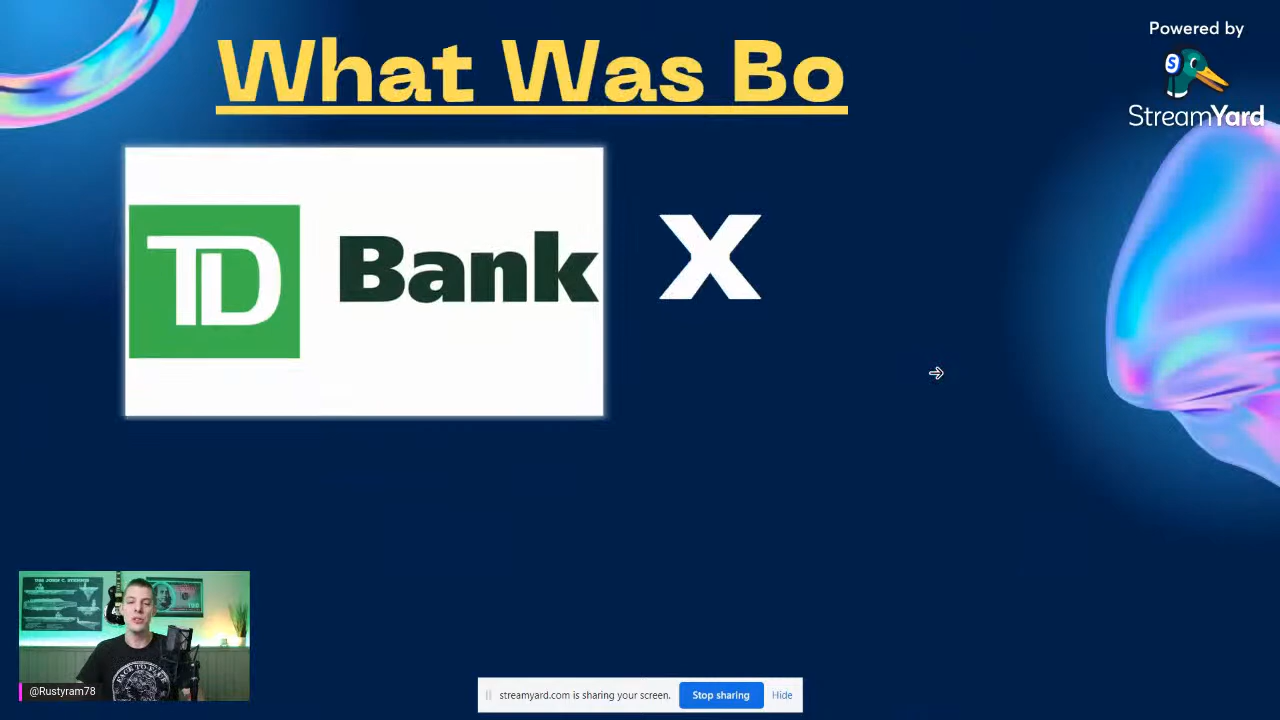 What Was Bo
Powered by
S
StreamYard
TD Bank
X
@Rustyram78
streamyard.com is sharing your screen. Stop sharing Hide